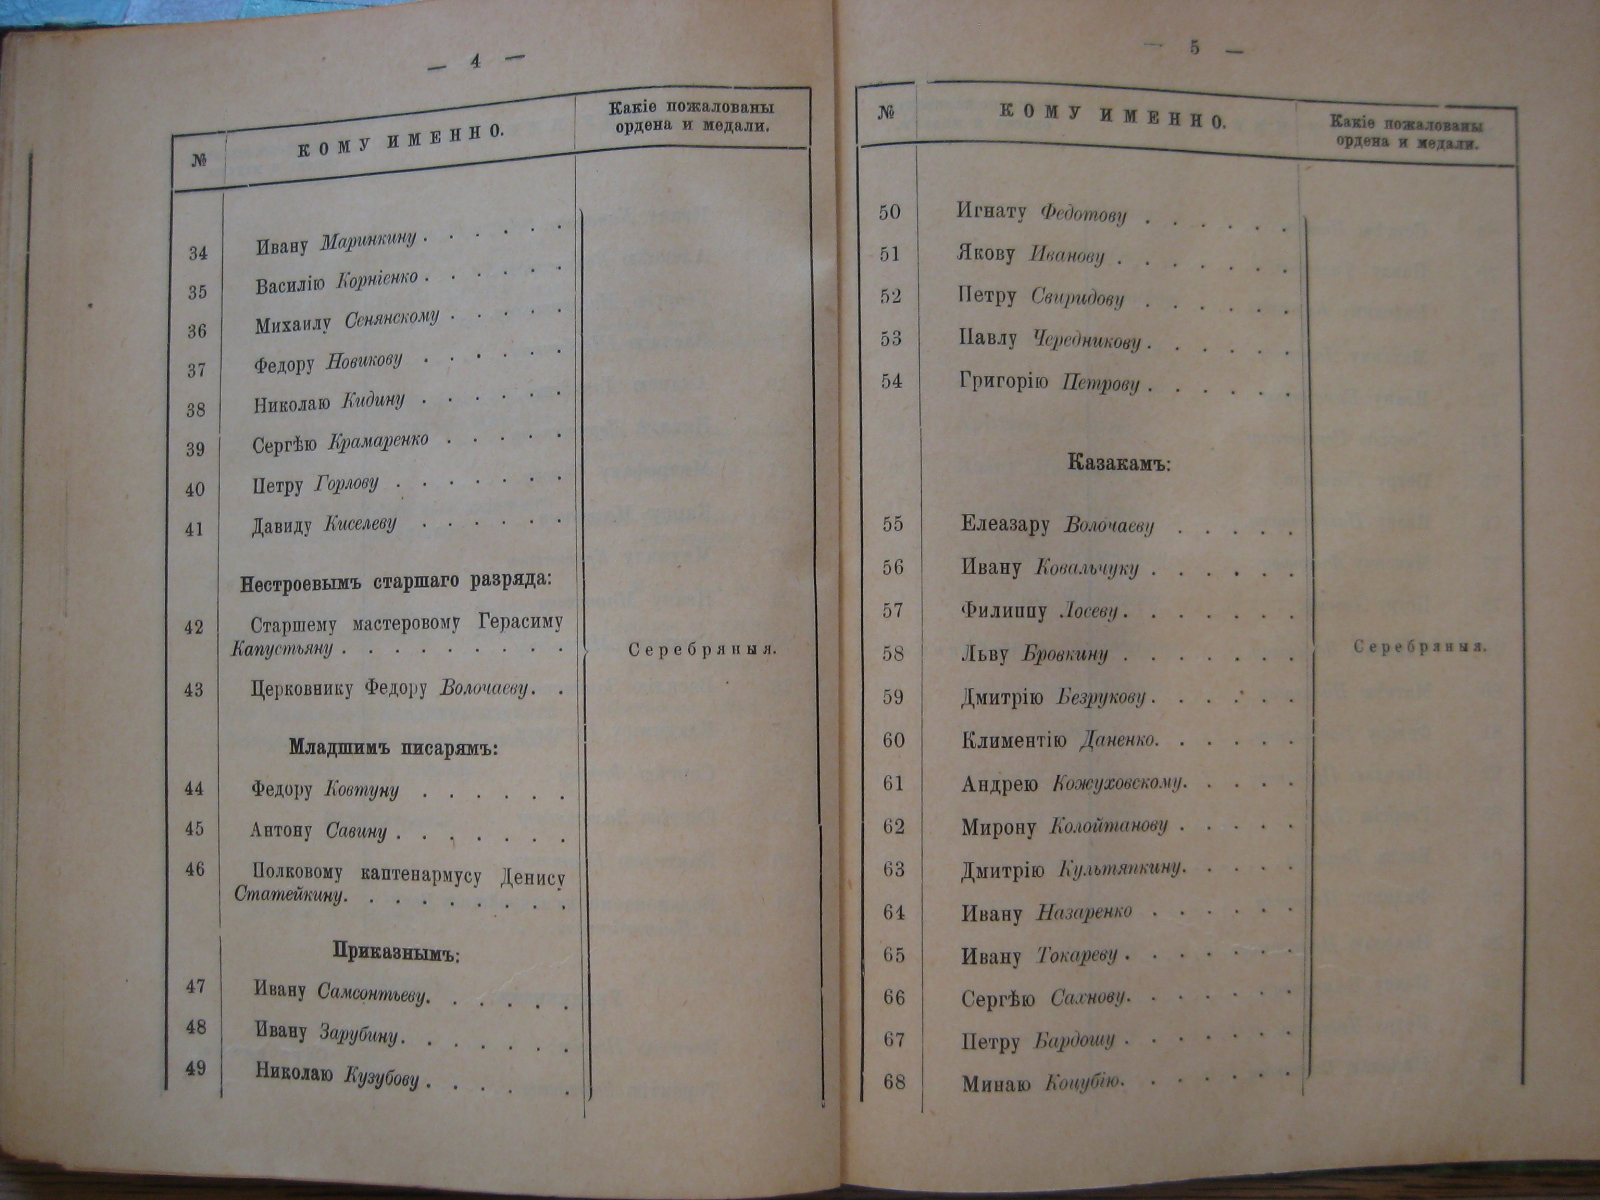 — 4 —
№
КОМУ ИМЕННО.
Какіе пожалованы
ордена и медали.
34 Ивану Маринкину . . . . . .
35 Василію Корніенко . . . . . .
36 Михаилу Сенянскому . . . . .
37 Федору Новикову . . . . . .
38 Николаю Кидину . . . . . .
39 Сергѣю Крамаренко . . . . .
40 Петру Горлову . . . . . . .
41 Давиду Киселеву . . . . . .
Нестроевымъ старшаго разряда:
42 Старшему мастеровому Герасиму
Капустьяну . . . . . . . . .
Серебряныя.
43 Церковнику Федору Волочаеву. .
Младшимъ писарямъ:
44 Федору Ковтуну . . . . . .
45 Антону Савину . . . . . . .
46 Полковому каптенармусу Денису
Статейкину. . . . . . . . .
Приказнымъ:
47 Ивану Самсонтьеву. . . . . .
48 Ивану Зарубину. . . . . . .
49 Николаю Кузубову . . . . . .
— 5 —
№
КОМУ ИМЕННО.
Какіе пожалованы
ордена и медали.
50 Игнату Федотову . . . . . .
51 Якову Иванову . . . . . . .
52 Петру Свиридову . . . . . .
53 Павлу Чередникову . . . . . .
54 Григорію Петрову . . . . . .
Казакамъ:
55 Елеазару Волочаеву . . . . .
56 Ивану Ковальчуку . . . . . .
57 Филиппу Лосеву . . . . . . .
58 Льву Бровкину . . . . . . .
Серебряныя.
59 Дмитрію Безрукову . . . . . .
60 Климентію Даненко. . . . . .
61 Андрею Кожуховскому. . . . .
62 Мирону Колойтанову . . . . .
63 Дмитрію Культяпкину. . . . .
64 Ивану Назаренко . . . . . .
65 Ивану Токареву . . . . . . .
66 Сергѣю Сахнову. . . . . . .
67 Петру Бардошу . . . . . . .
68 Минаю Коцубію. . . . . . .